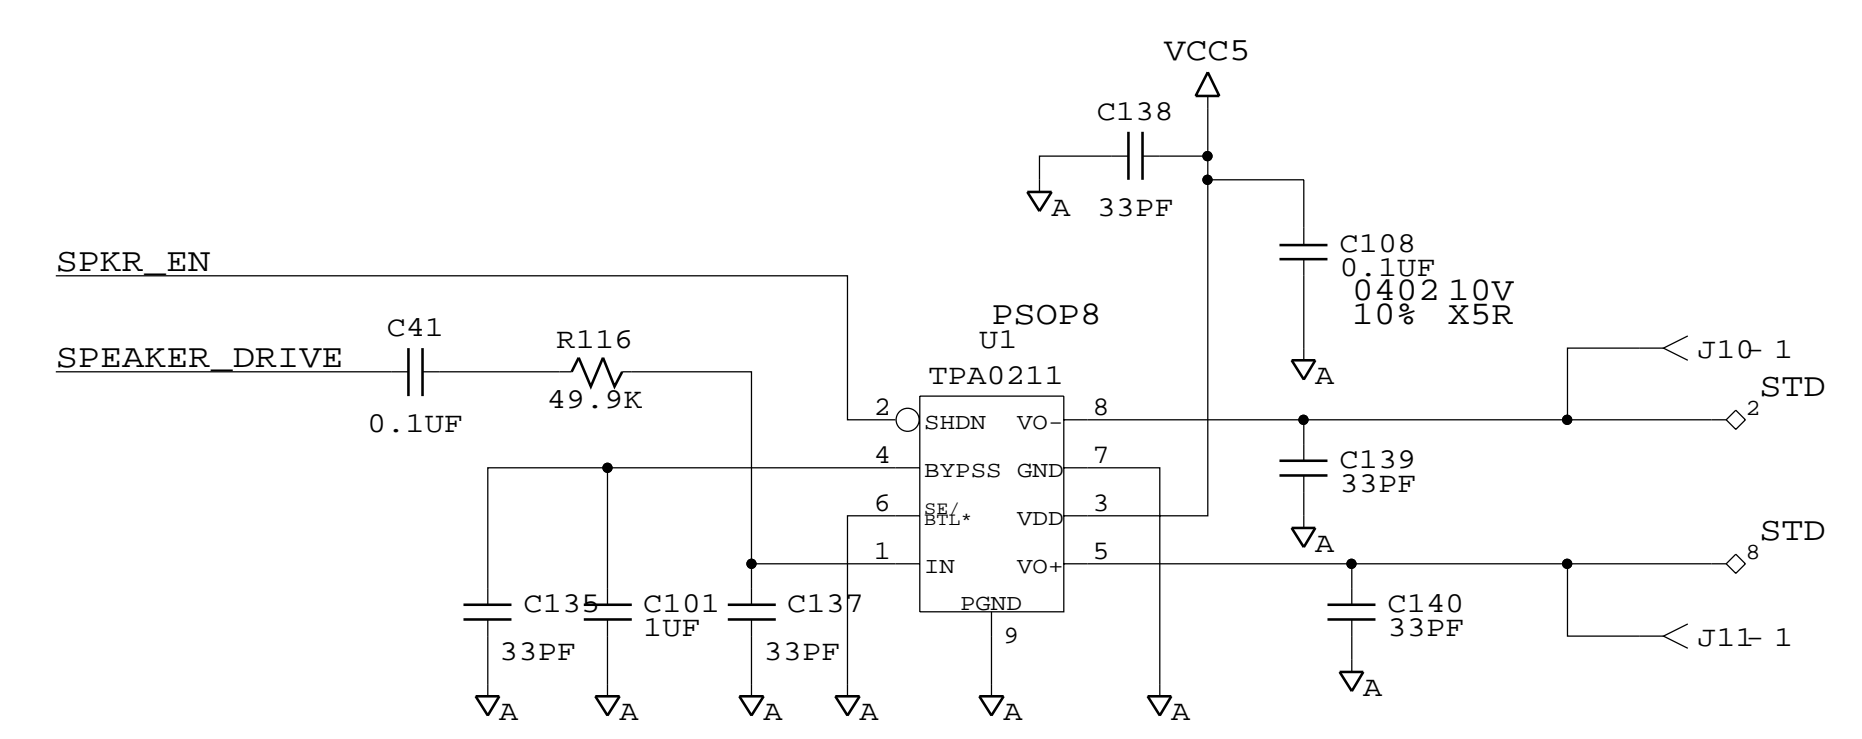 VCC5
C138
A
33PF
C108
0.1UF
0402 10V
10% X5R
A
SPKR_EN
SPEAKER_DRIVE
C41
0.1UF
R116
49.9K
PSOP8
U1
TPA0211
2
SHDN
VO-
8
4
BYPSS
GND
7
6
SE/
BTL*
VDD
3
1
IN
VO+
5
PGND
9
J10-1
STD
2
C139
33PF
A
STD
8
J11-1
C140
33PF
A
C135
33PF
C101
1UF
C137
33PF
A
A
A
A
A
A